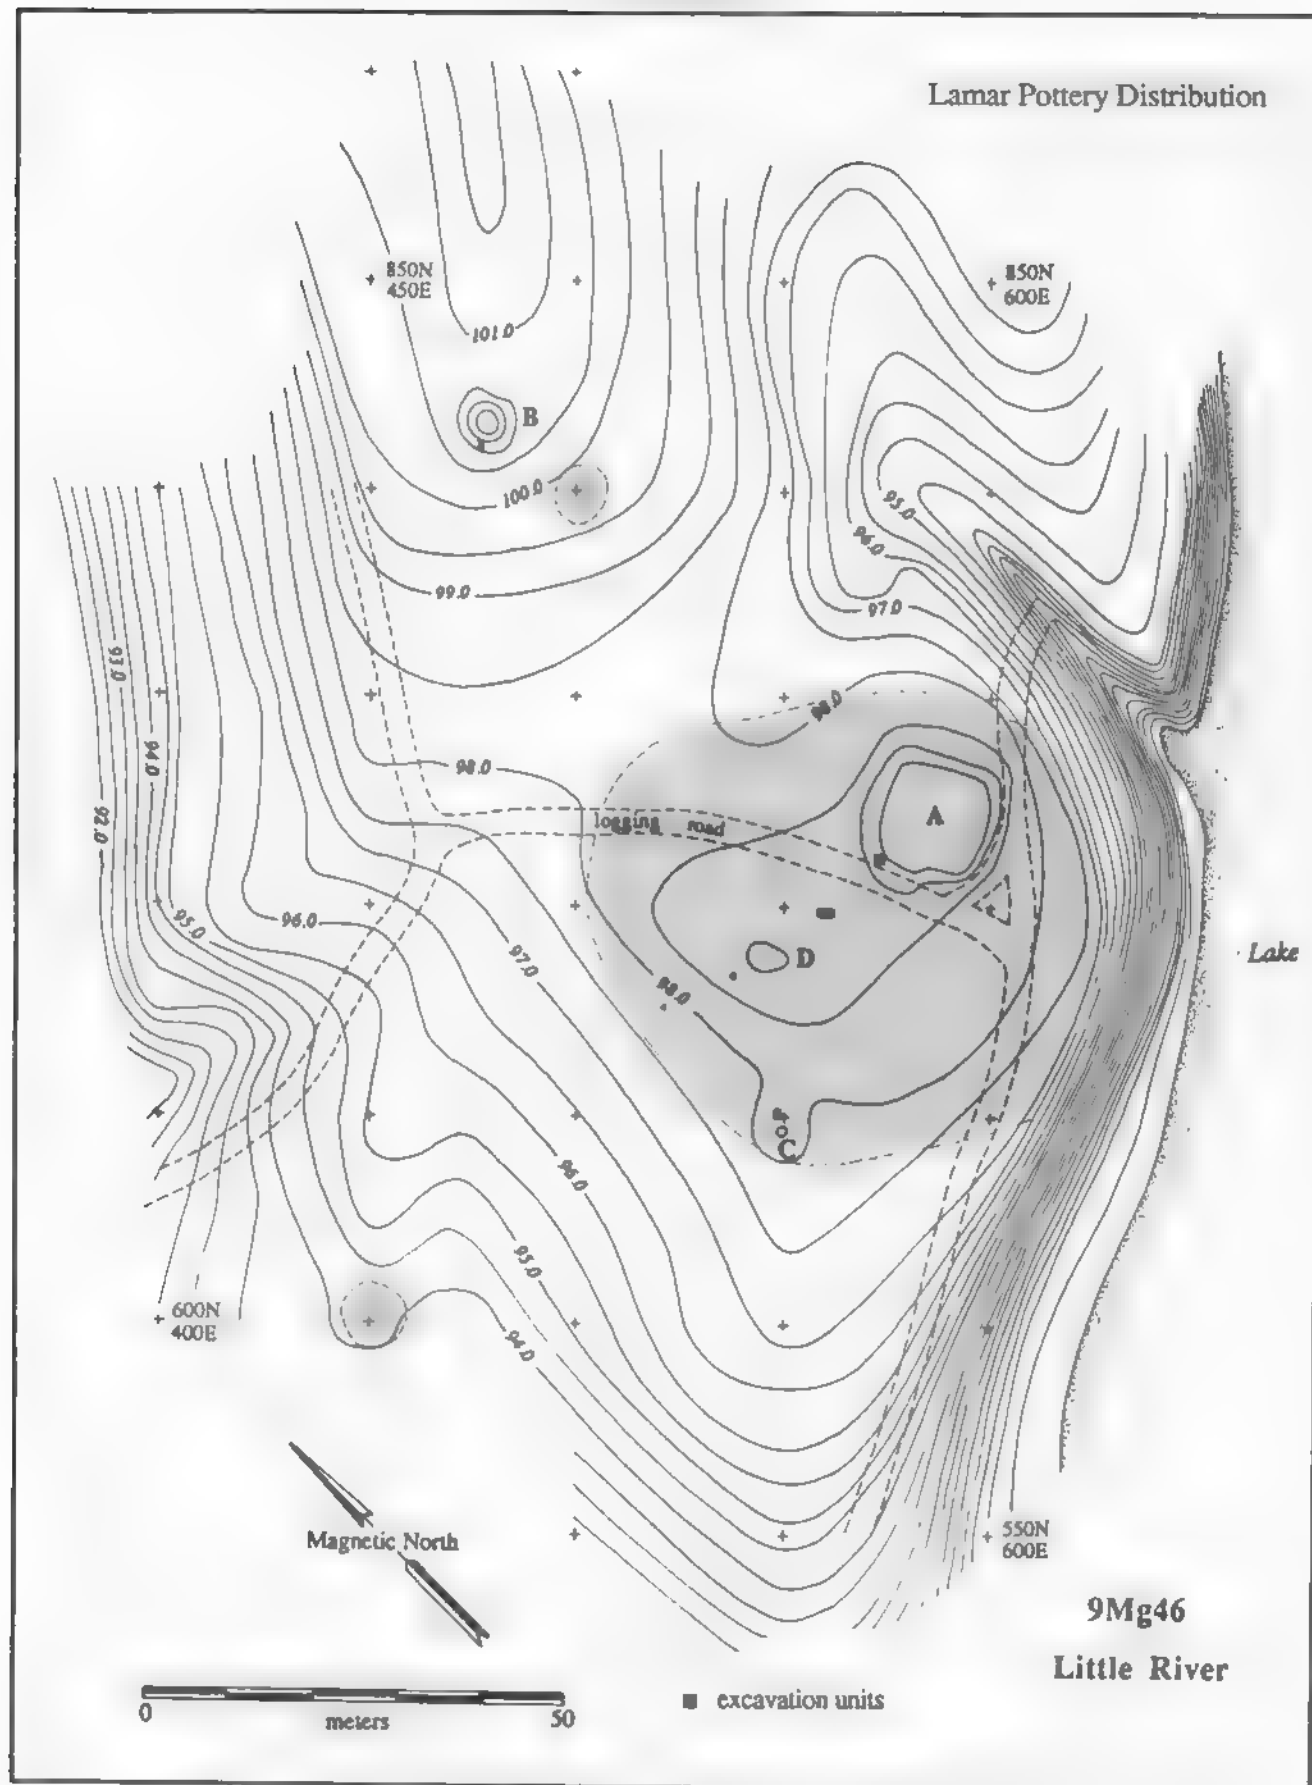 Lamar Pottery Distribution
850N
450E
850N
600E
101.0
B
100.0
95.0
96.0
99.0
97.0
93.0
98.0
94.0
98.0
92.0
logging road
A
95.0
96.0
97.0
D
Lake
98.0
C
96.0
95.0
600N
400E
94.0
Magnetic North
550N
600E
9Mg46
Little River
0 50
meters
excavation units